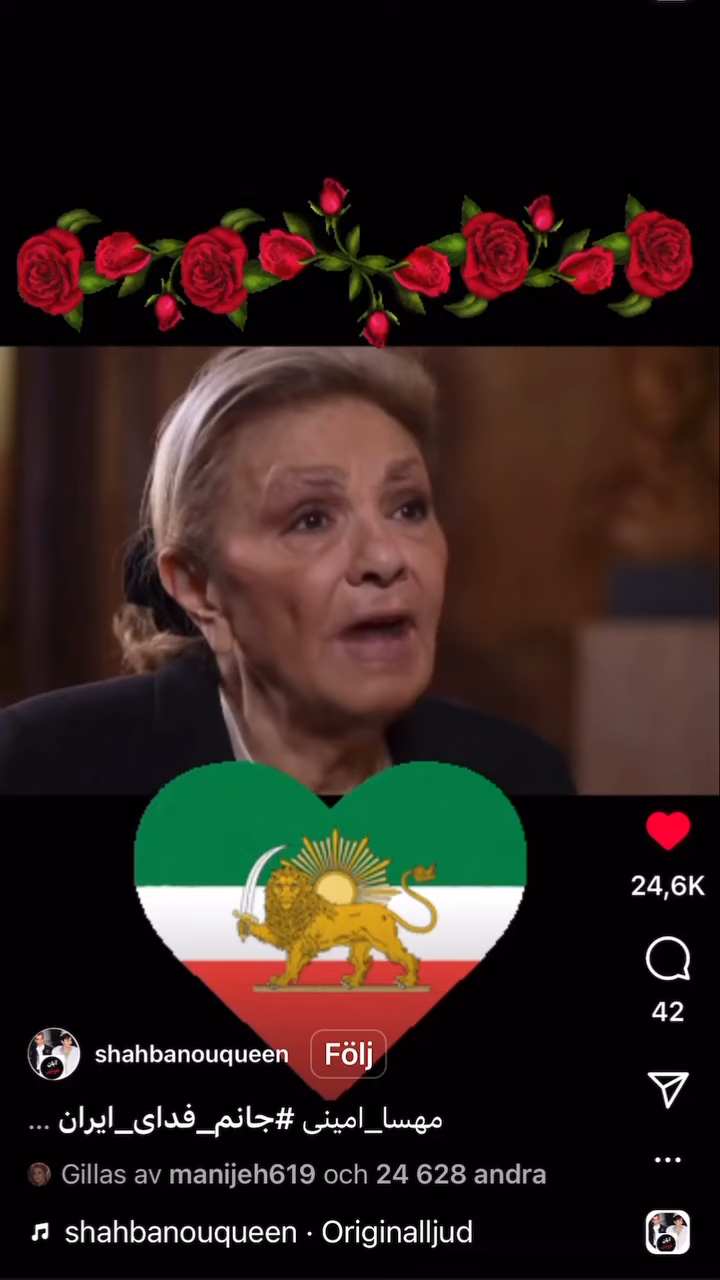 24,6K
42
shahbanouqueen
Följ
مهسا_امینی #جانم_فدای_ایران ...
Gillas av manijeh619 och 24 628 andra
shahbanouqueen · Originalljud